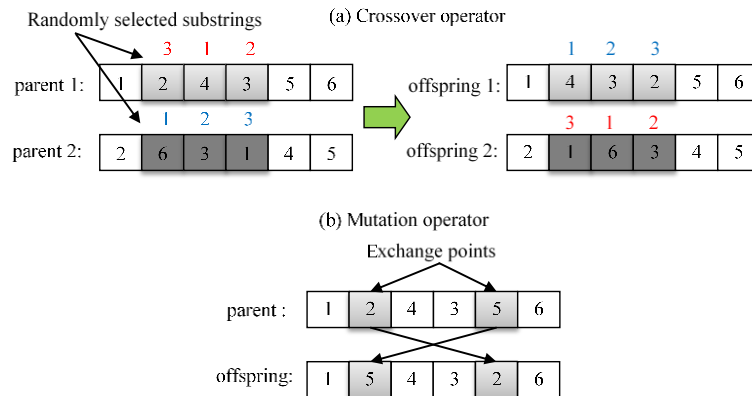 (a) Crossover operator
Randomly selected substrings
3 1 2
parent 1: 1 2 4 3 5 6
1 2 3
parent 2: 2 6 3 1 4 5
1 2 3
offspring 1: 1 4 3 2 5 6
3 1 2
offspring 2: 2 1 6 3 4 5
(b) Mutation operator
Exchange points
parent : 1 2 4 3 5 6
offspring: 1 5 4 3 2 6